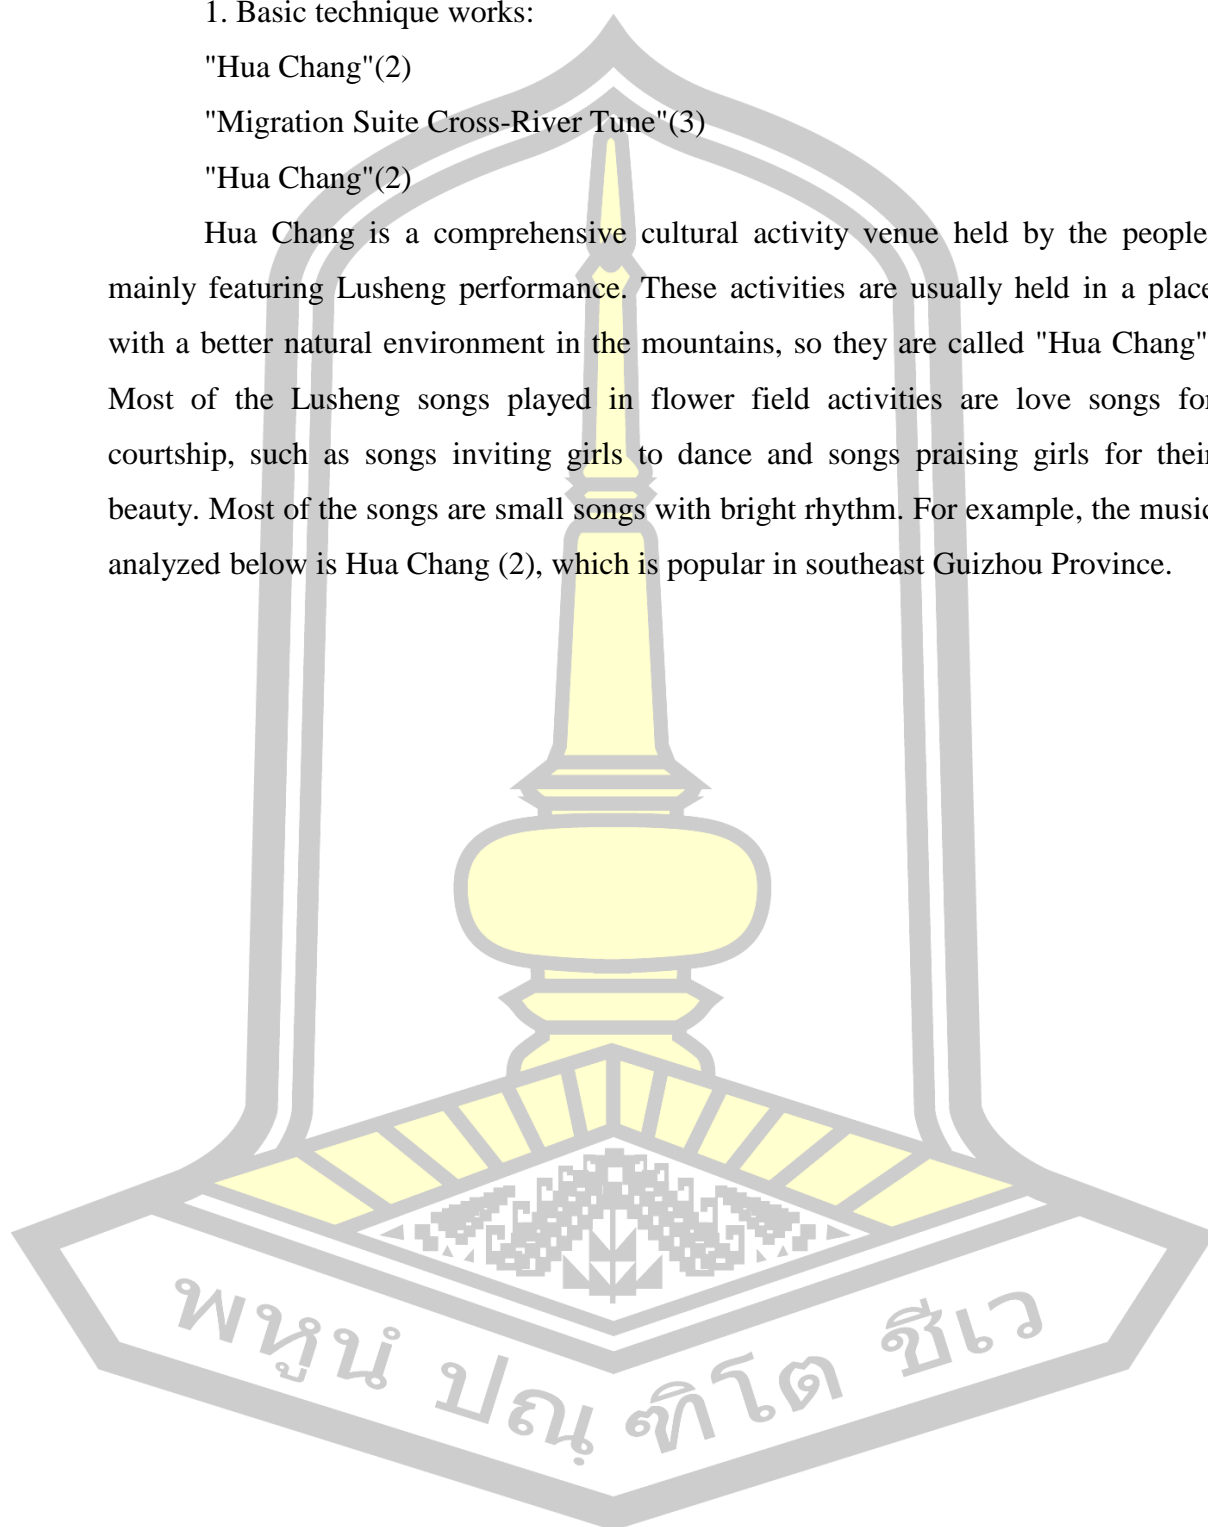 1. Basic technique works:
"Hua Chang"(2)
"Migration Suite Cross-River Tune"(3)
"Hua Chang"(2)
Hua Chang is a comprehensive cultural activity venue held by the people
mainly featuring Lusheng performance. These activities are usually held in a place
with a better natural environment in the mountains, so they are called "Hua Chang"
Most of the Lusheng songs played in flower field activities are love songs for
courtship, such as songs inviting girls to dance and songs praising girls for their
beauty. Most of the songs are small songs with bright rhythm. For example, the music
analyzed below is Hua Chang (2), which is popular in southeast Guizhou Province.
พหูนํ ปณฺฑิโต ชีเว